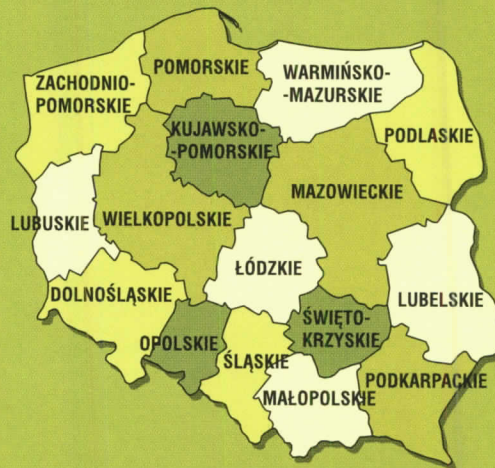 ZACHODNIO-
POMORSKIE
POMORSKIE
WARMIŃSKO-
-MAZURSKIE
KUJAWSKO-
-POMORSKIE
PODLASKIE
MAZOWIECKIE
LUBUSKIE
WIELKOPOLSKIE
ŁÓDZKIE
LUBELSKIE
DOLNOŚLĄSKIE
OPOLSKIE
ŚLĄSKIE
ŚWIĘTO-
KRZYSKIE
MAŁOPOLSKIE
PODKARPACKIE